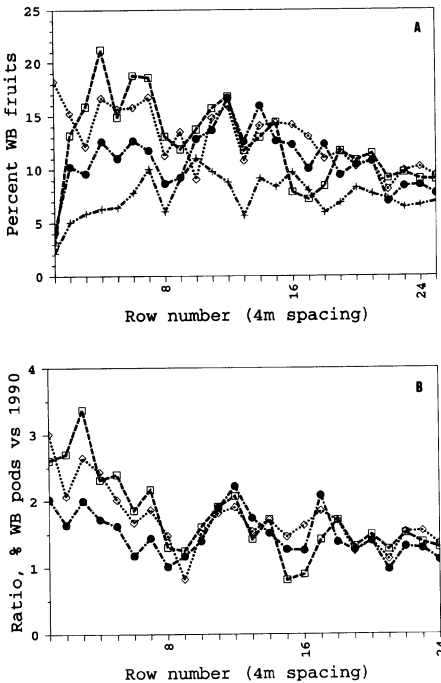 25
A
20
15
10
5
0
Percent WB fruits
8
16
24
Row number (4m spacing)
4
B
3
2
1
0
Ratio, % WB pods vs 1990
8
16
24
Row number (4m spacing)